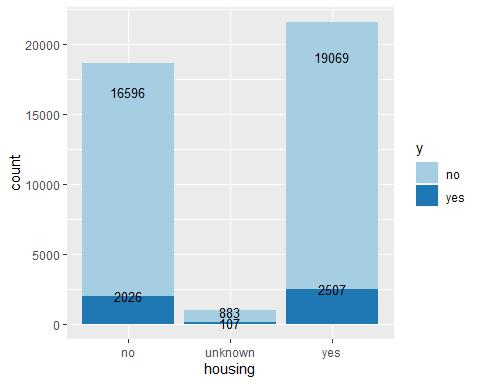 20000
15000
10000
5000
0
count
16596
2026
883
107
19069
2507
no
unknown
yes
housing
y
no
yes